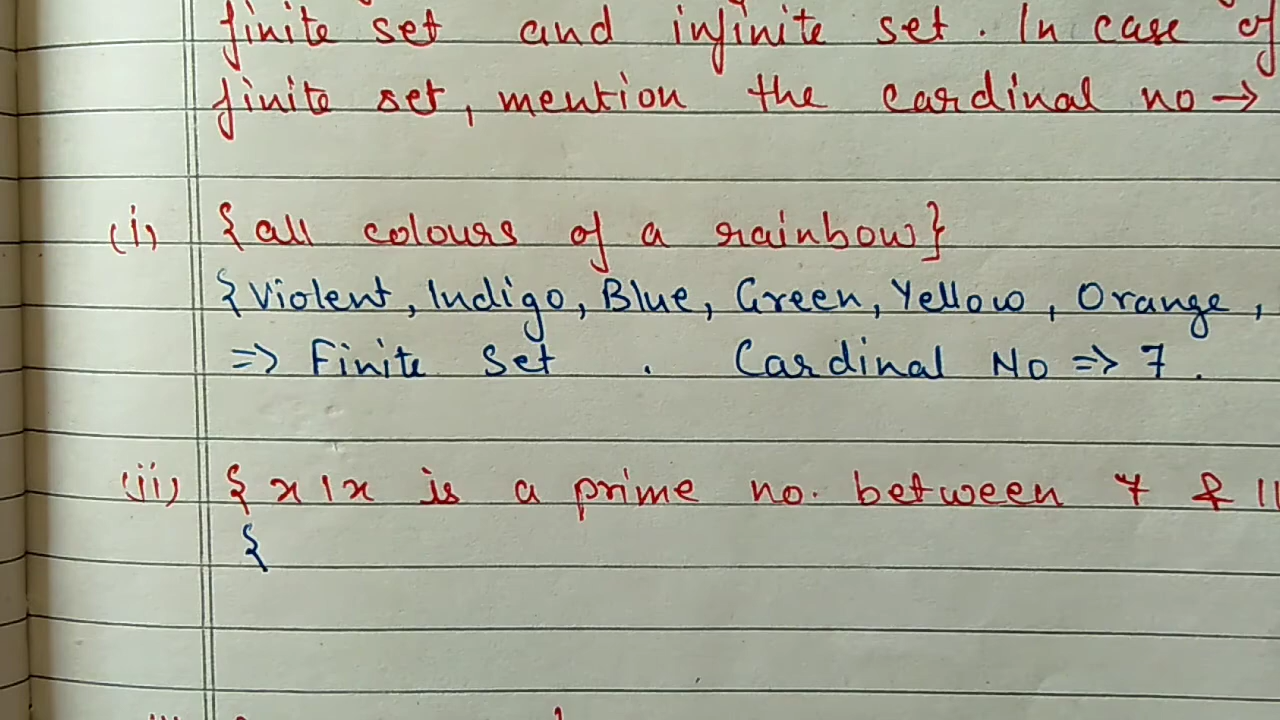 finite set and infinite set. In case of
finite set, mention the cardinal no →
(i) {all colours of a rainbow}
{Violent, Indigo, Blue, Green, Yellow, Orange,
=> Finite Set . Cardinal No => 7.
(ii) {x|x is a prime no. between 7 & 11
{